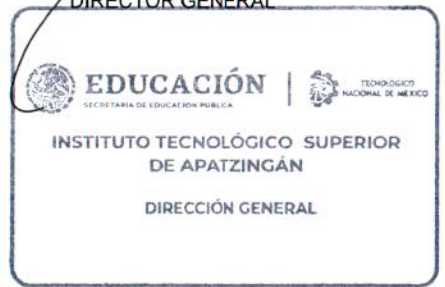 DIRECTOR GENERAL
EDUCACIÓN
SECRETARÍA DE EDUCACIÓN PÚBLICA
TECNOLÓGICO
NACIONAL DE MÉXICO
INSTITUTO TECNOLÓGICO SUPERIOR
DE APATZINGÁN
DIRECCIÓN GENERAL